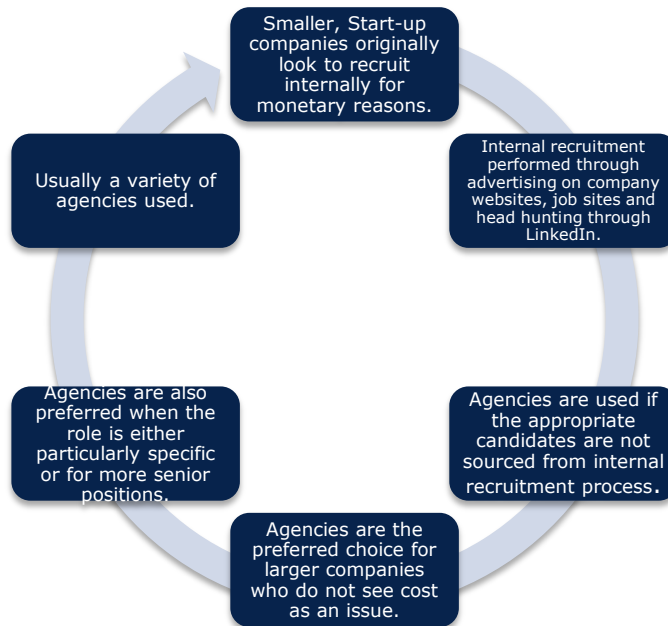 Smaller, Start-up
companies originally
look to recruit
internally for
monetary reasons.
Internal recruitment
performed through
advertising on company
websites, job sites and
head hunting through
LinkedIn.
Agencies are used if
the appropriate
candidates are not
sourced from internal
recruitment process.
Agencies are the
preferred choice for
larger companies
who do not see cost
as an issue.
Agencies are also
preferred when the
role is either
particularly specific
or for more senior
positions.
Usually a variety of
agencies used.